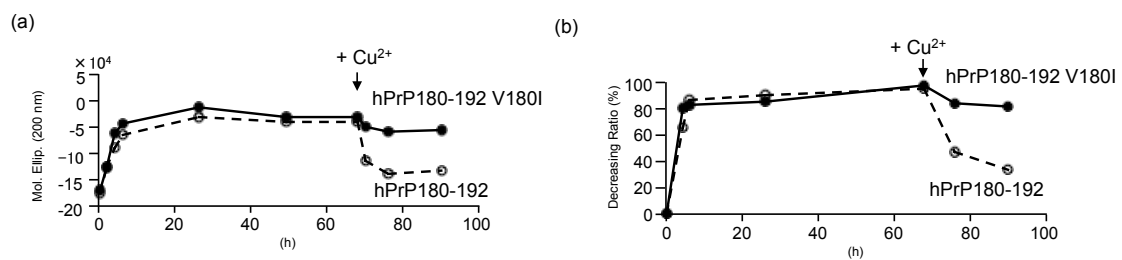 (a)
× 10⁴
5
0
−5
−10
−15
−20
Mol. Ellip. (200 nm)
0 20 40 60 80 100
(h)
+ Cu²⁺
hPrP180-192 V180I
hPrP180-192
(b)
100
80
60
40
20
0
Decreasing Ratio (%)
0 20 40 60 80 100
(h)
+ Cu²⁺
hPrP180-192 V180I
hPrP180-192